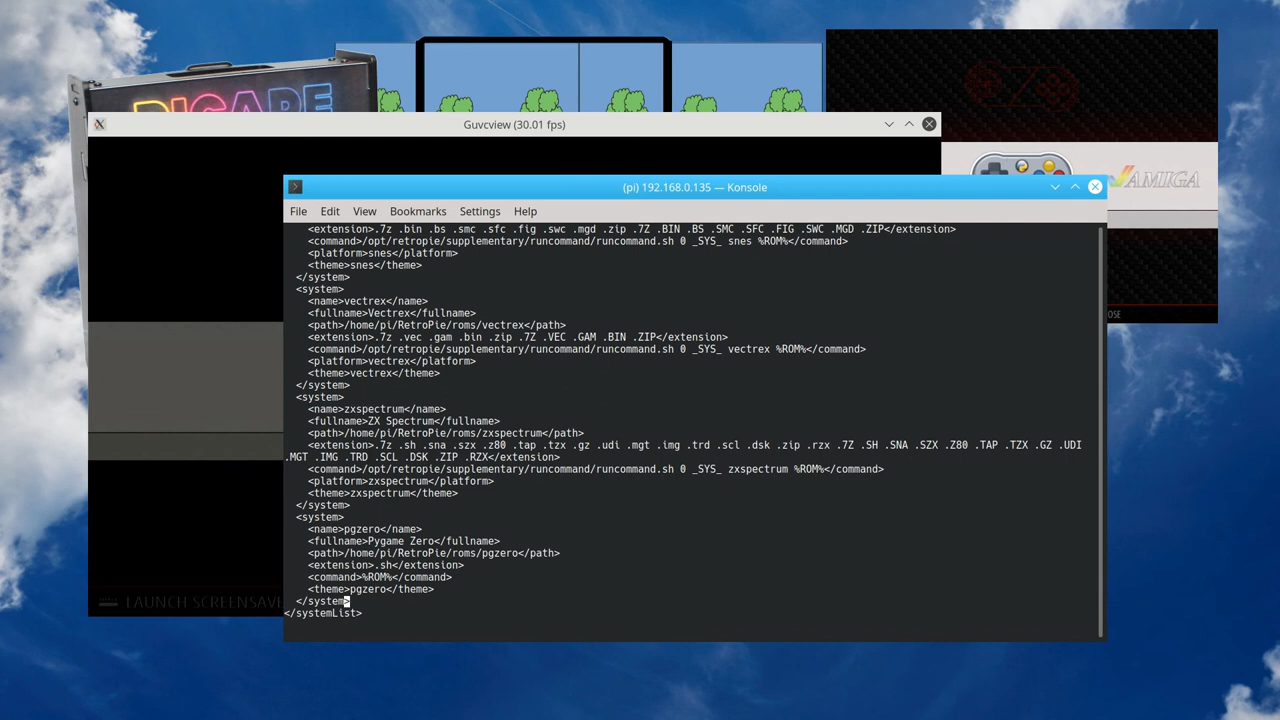 PICADE
Guvcview (30.01 fps)
AMIGA
(pi) 192.168.0.135 — Konsole
File Edit View Bookmarks Settings Help
<extension>.7z .bin .bs .smc .sfc .fig .swc .mgd .zip .7Z .BIN .BS .SMC .SFC .FIG .SWC .MGD .ZIP</extension>
<command>/opt/retropie/supplementary/runcommand/runcommand.sh 0 _SYS_ snes %ROM%</command>
<platform>snes</platform>
<theme>snes</theme>
</system>
<system>
<name>vectrex</name>
<fullname>Vectrex</fullname>
<path>/home/pi/RetroPie/roms/vectrex</path>
<extension>.7z .vec .gam .bin .zip .7Z .VEC .GAM .BIN .ZIP</extension>
<command>/opt/retropie/supplementary/runcommand/runcommand.sh 0 _SYS_ vectrex %ROM%</command>
<platform>vectrex</platform>
<theme>vectrex</theme>
</system>
<system>
<name>zxspectrum</name>
<fullname>ZX Spectrum</fullname>
<path>/home/pi/RetroPie/roms/zxspectrum</path>
<extension>.7z .sh .sna .szx .z80 .tap .tzx .gz .udi .mgt .img .trd .scl .dsk .zip .rzx .7Z .SH .SNA .SZX .Z80 .TAP .TZX .GZ .UDI
.MGT .IMG .TRD .SCL .DSK .ZIP .RZX</extension>
<command>/opt/retropie/supplementary/runcommand/runcommand.sh 0 _SYS_ zxspectrum %ROM%</command>
<platform>zxspectrum</platform>
<theme>zxspectrum</theme>
</system>
<system>
<name>pgzero</name>
<fullname>Pygame Zero</fullname>
<path>/home/pi/RetroPie/roms/pgzero</path>
<extension>.sh</extension>
<command>%ROM%</command>
<theme>pgzero</theme>
</system>
</systemList>
OSE
LAUNCH SCREENSAVE